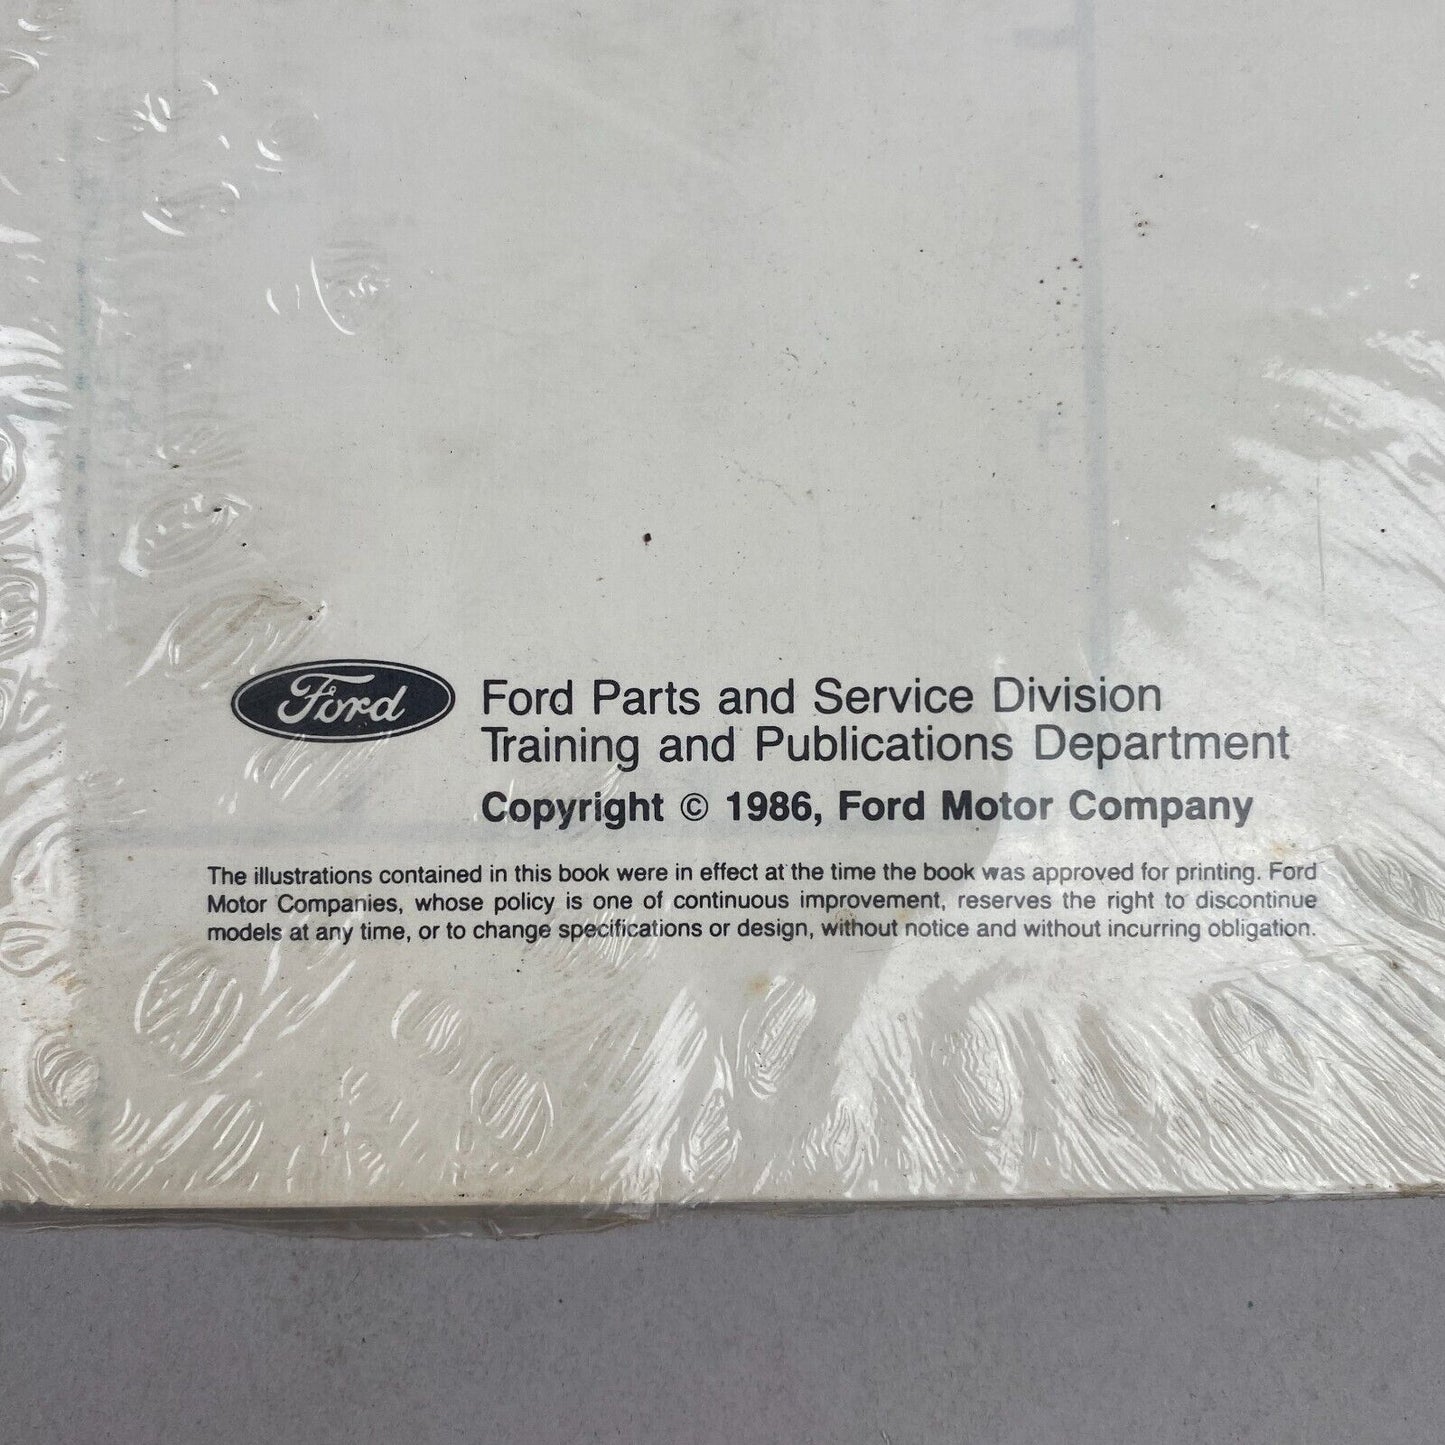 Ford
Ford Parts and Service Division
Training and Publications Department
Copyright © 1986, Ford Motor Company
The illustrations contained in this book were in effect at the time the book was approved for printing. Ford
Motor Companies, whose policy is one of continuous improvement, reserves the right to discontinue
models at any time, or to change specifications or design, without notice and without incurring obligation.